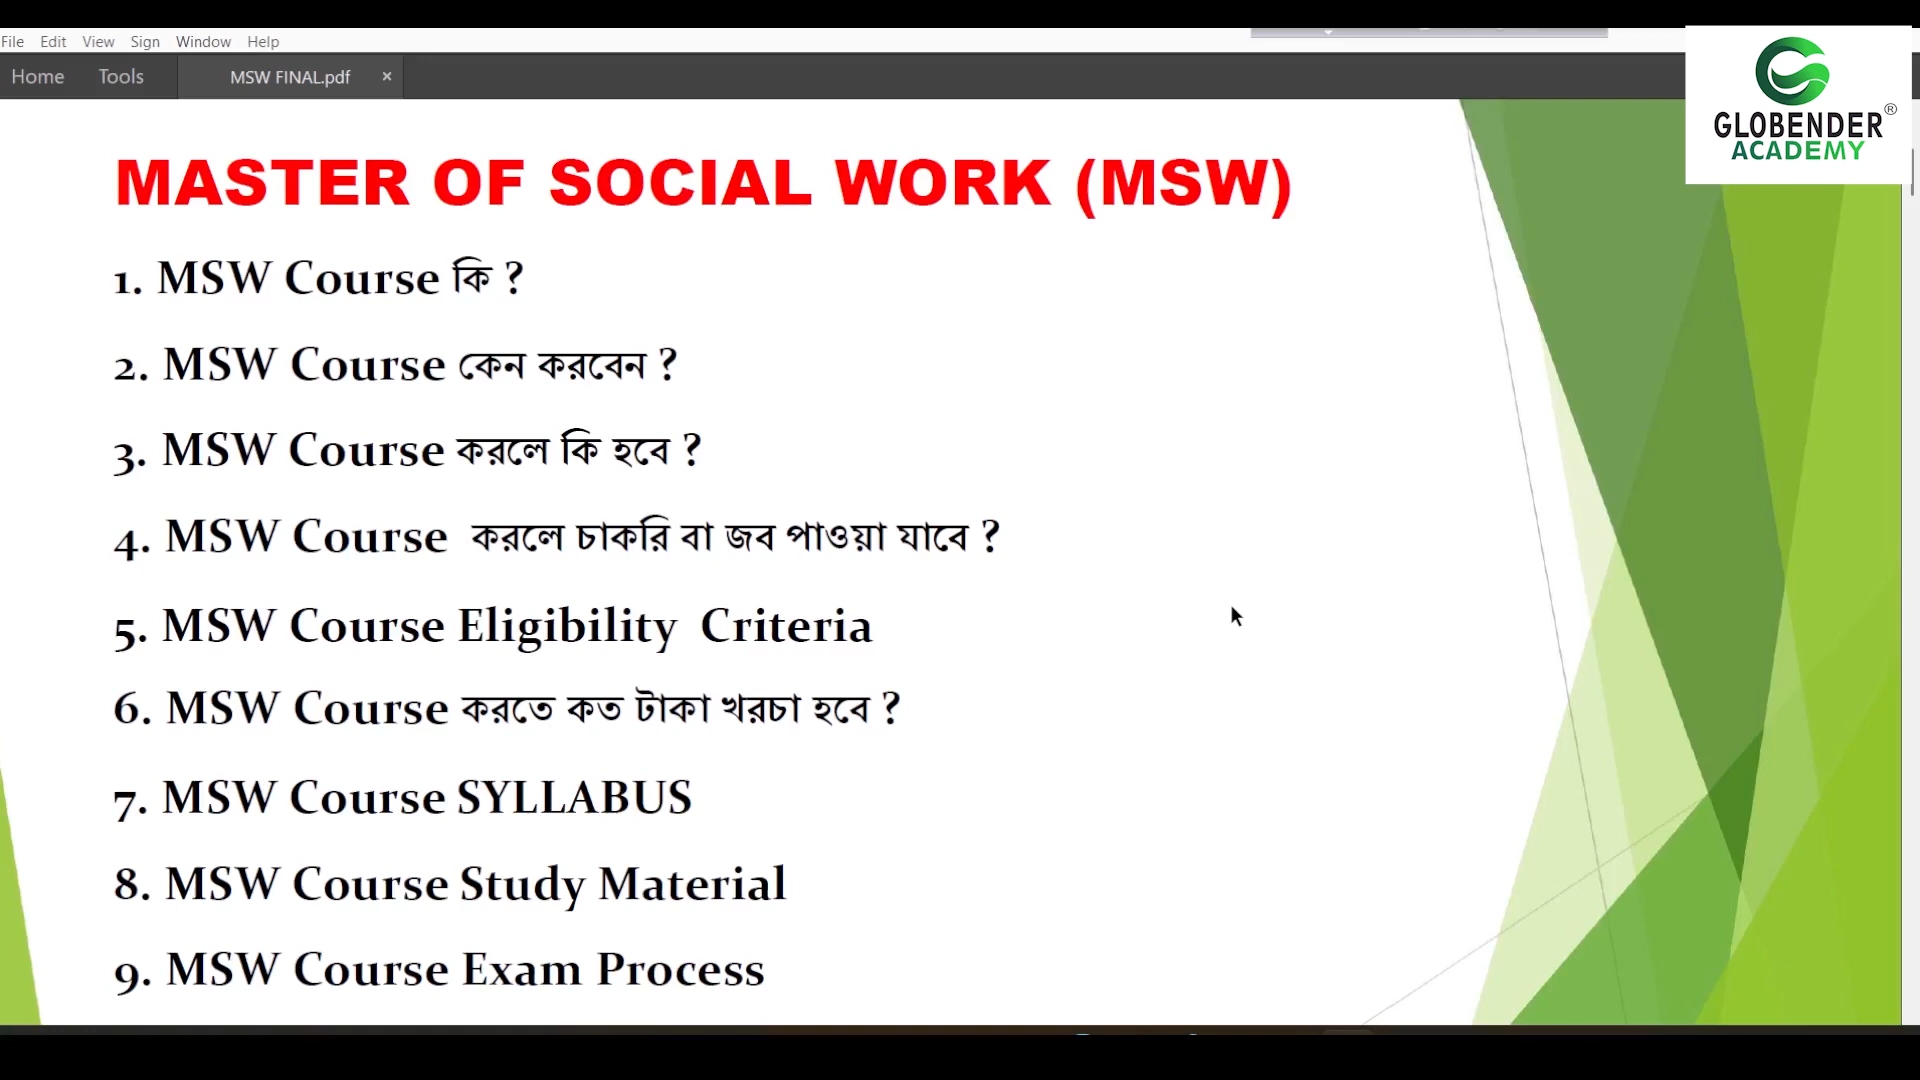 File Edit View Sign Window Help
Home Tools MSW FINAL.pdf ×
GLOBENDER®
ACADEMY
MASTER OF SOCIAL WORK (MSW)
1. MSW Course কি ?
2. MSW Course কেন করবেন ?
3. MSW Course করলে কি হবে ?
4. MSW Course করলে চাকরি বা জব পাওয়া যাবে ?
5. MSW Course Eligibility Criteria
6. MSW Course করতে কত টাকা খরচা হবে ?
7. MSW Course SYLLABUS
8. MSW Course Study Material
9. MSW Course Exam Process